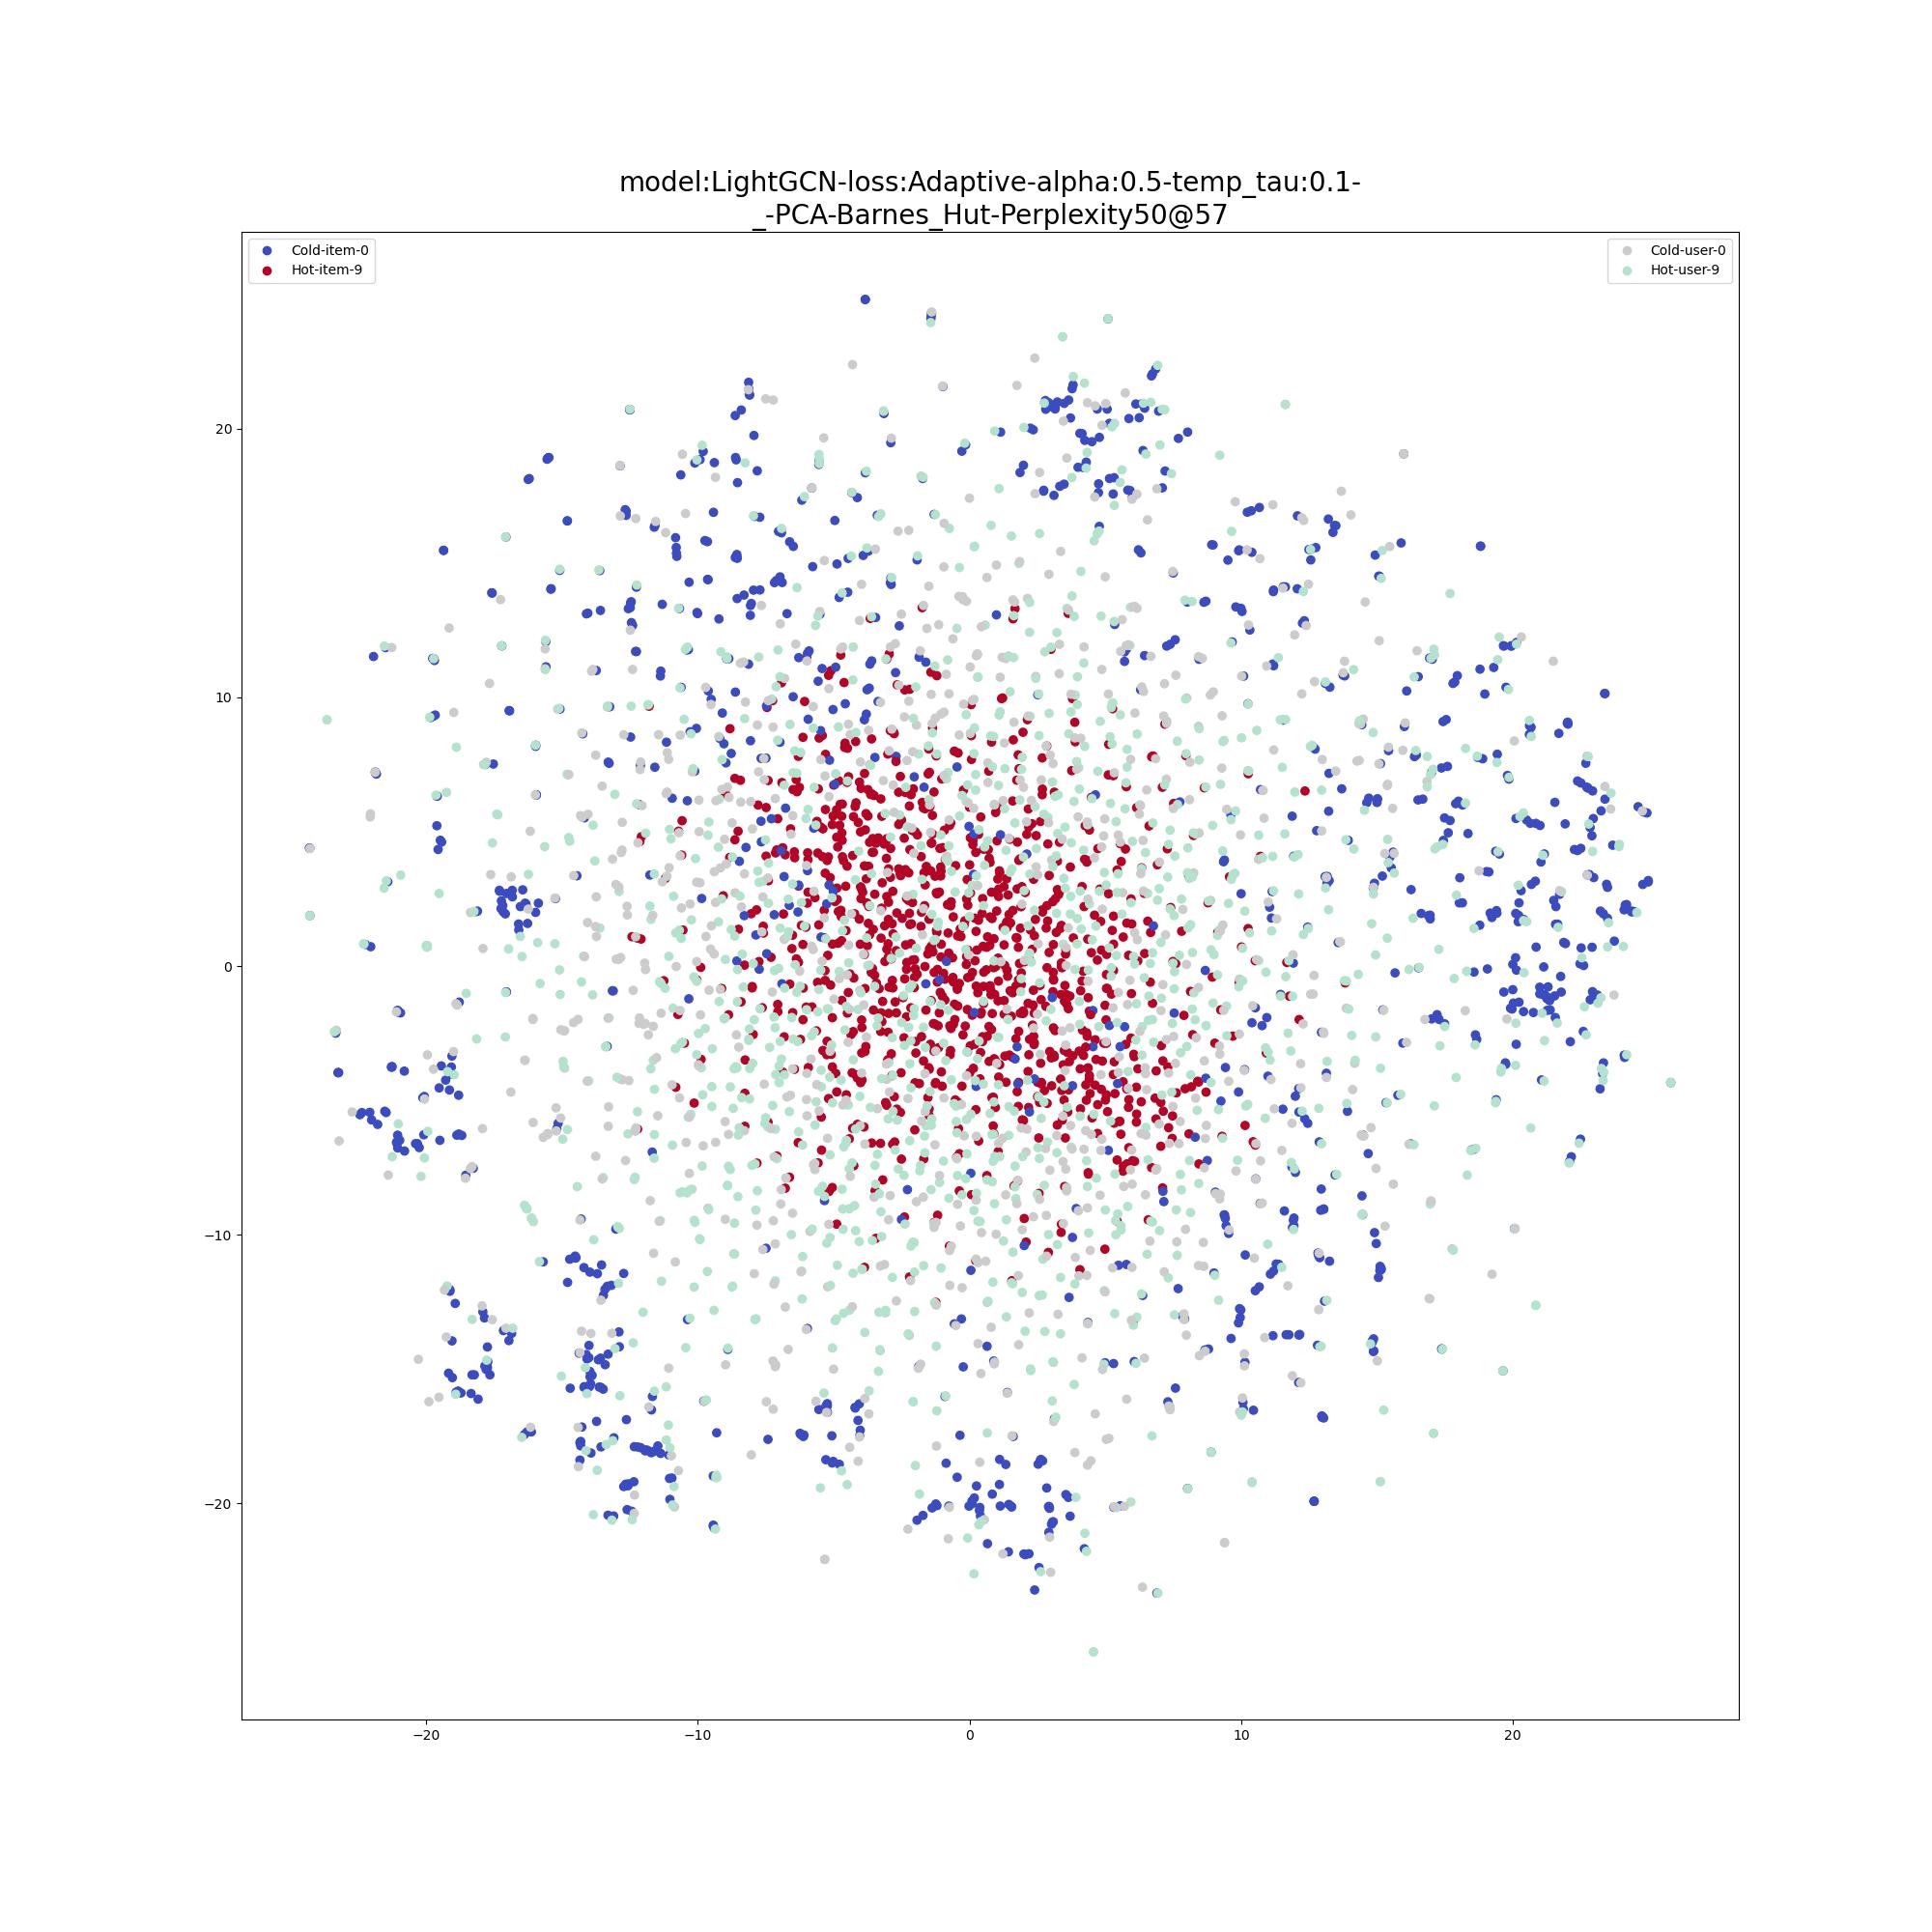 model:LightGCN-loss:Adaptive-alpha:0.5-temp_tau:0.1-
_-PCA-Barnes_Hut-Perplexity50@57
Cold-item-0
Hot-item-9
Cold-user-0
Hot-user-9
20
10
0
−10
−20
−20
−10
0
10
20